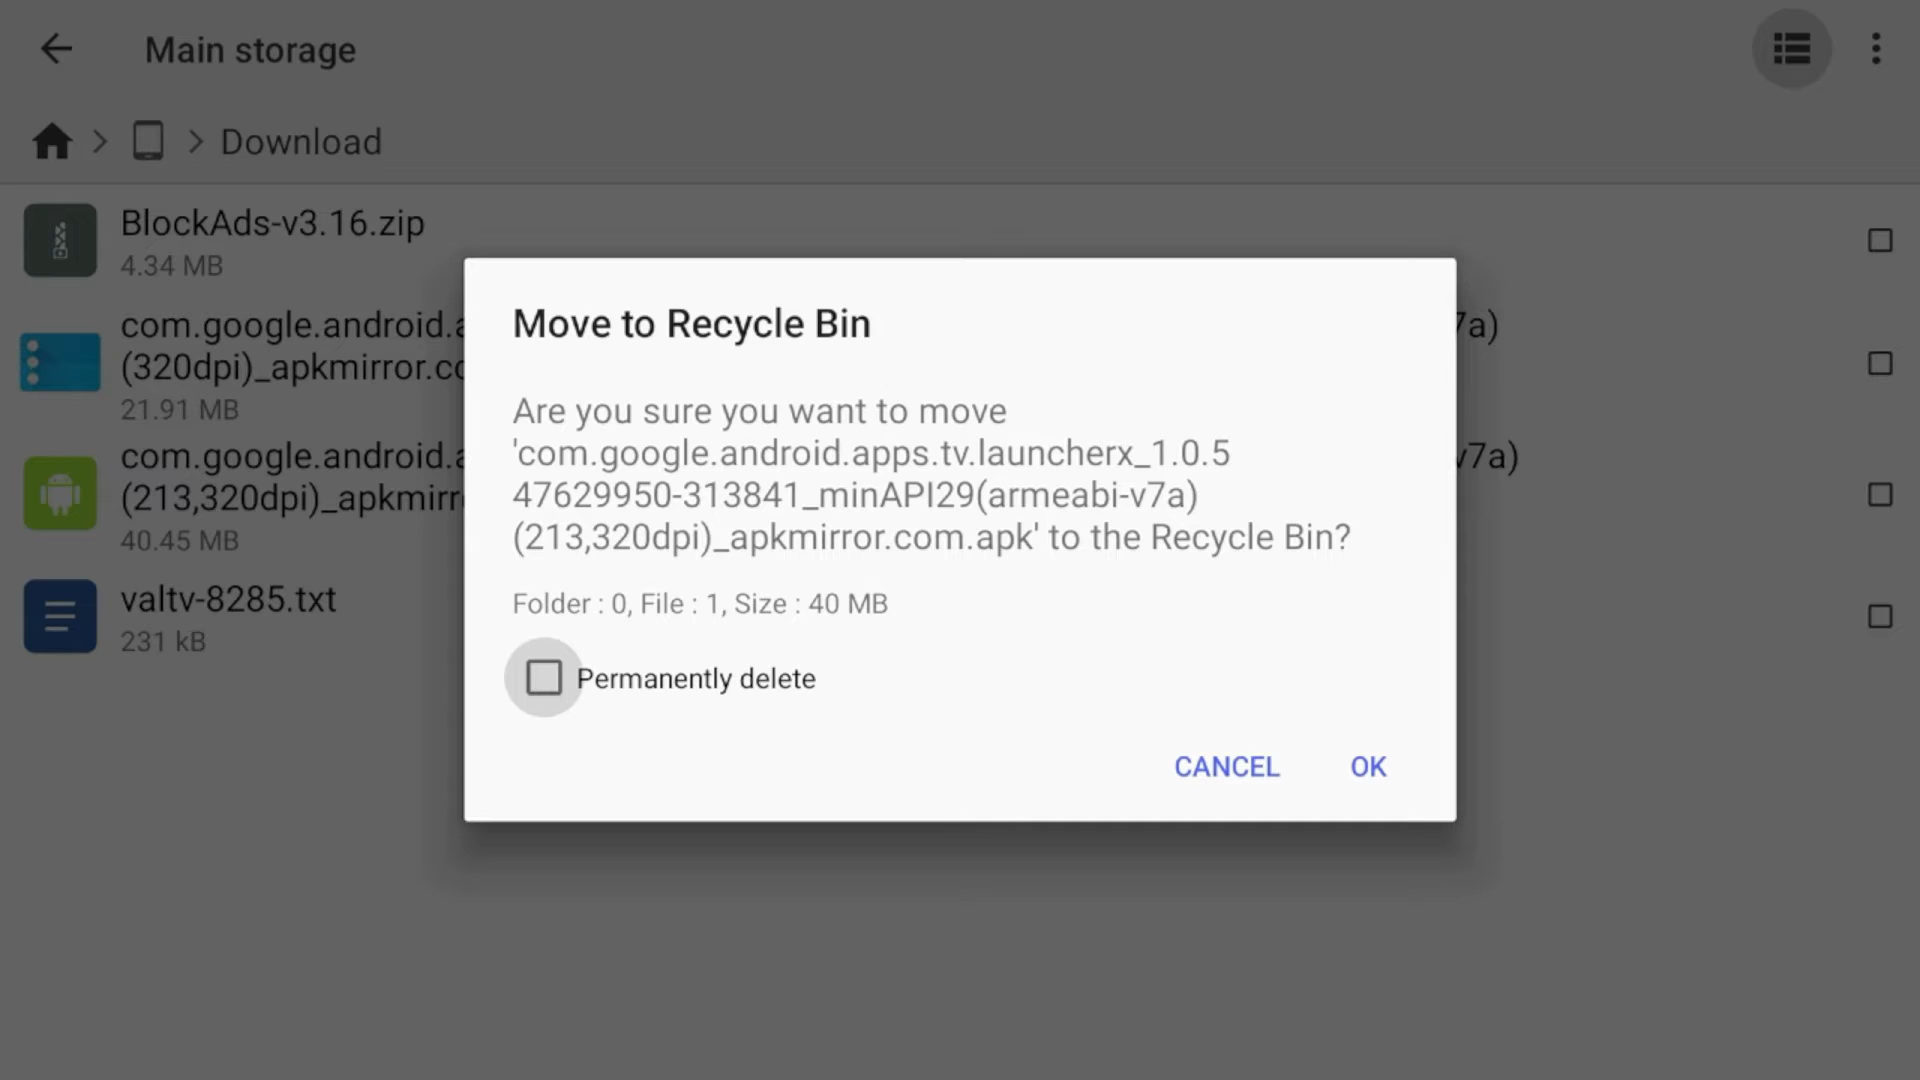 Main storage
Download
BlockAds-v3.16.zip
4.34 MB
com.google.android.a
7a)
(320dpi)_apkmirror.co
21.91 MB
com.google.android.a
v7a)
(213,320dpi)_apkmirr
40.45 MB
valtv-8285.txt
231 kB
Move to Recycle Bin
Are you sure you want to move
'com.google.android.apps.tv.launcherx_1.0.5
47629950-313841_minAPI29(armeabi-v7a)
(213,320dpi)_apkmirror.com.apk' to the Recycle Bin?
Folder : 0, File : 1, Size : 40 MB
Permanently delete
CANCEL
OK